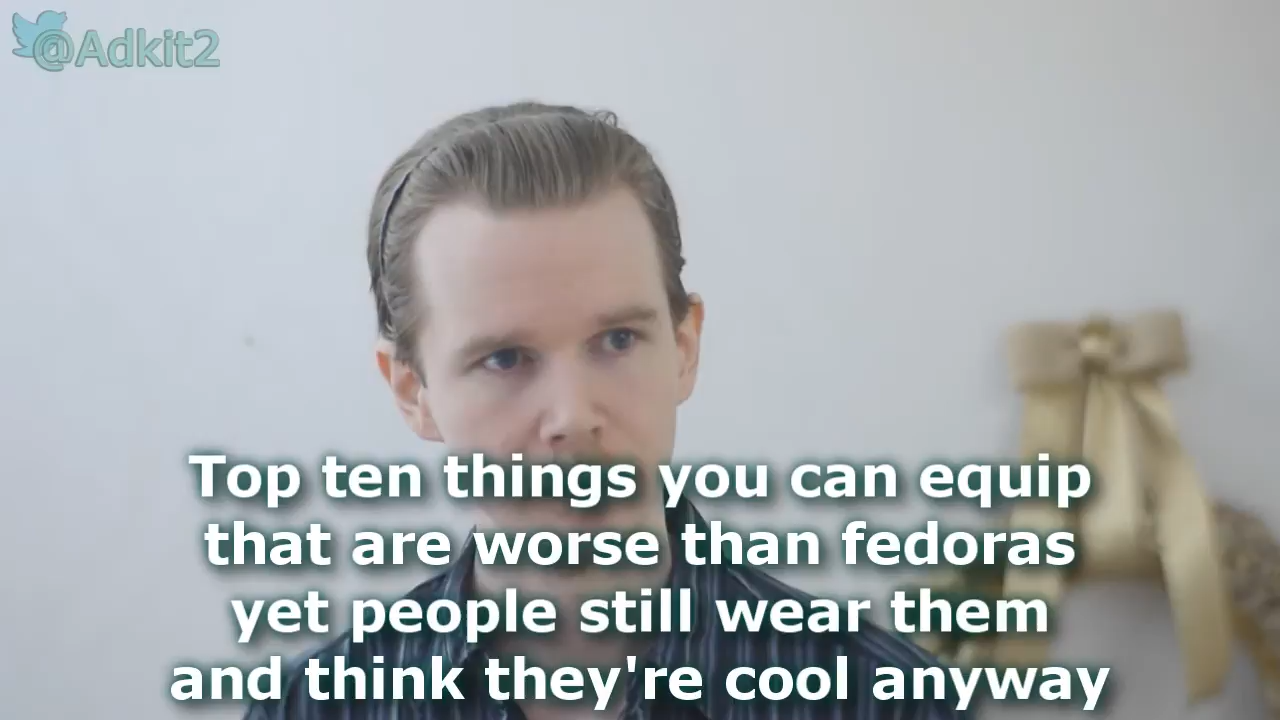 @Adkit2
Top ten things you can equip
that are worse than fedoras
yet people still wear them
and think they're cool anyway